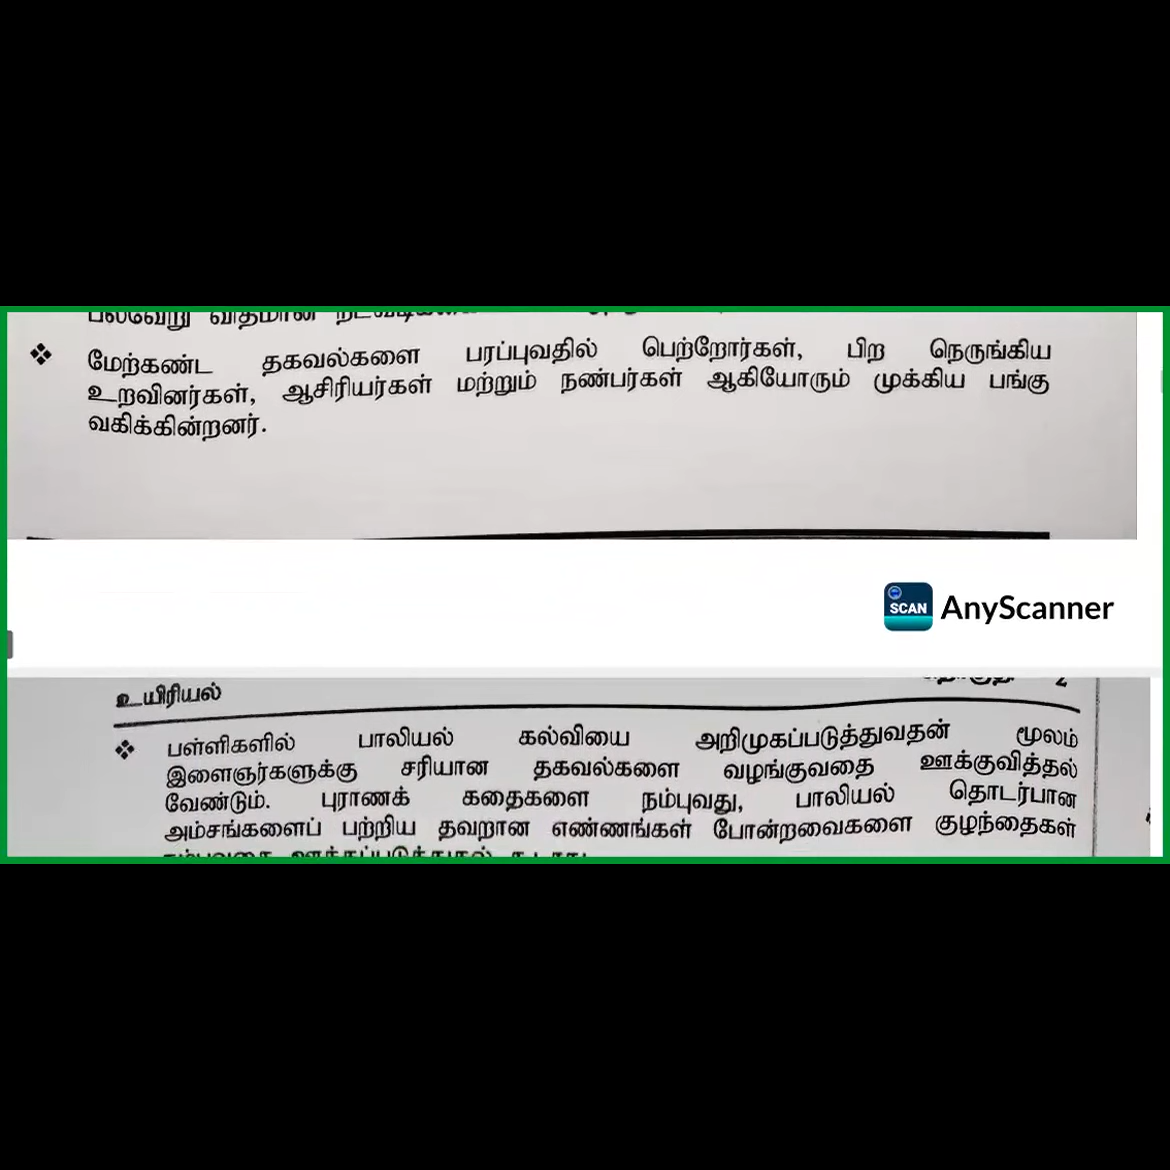 பல்வேறு விதமான
❖ மேற்கண்ட தகவல்களை பரப்புவதில் பெற்றோர்கள், பிற நெருங்கிய
உறவினர்கள், ஆசிரியர்கள் மற்றும் நண்பர்கள் ஆகியோரும் முக்கிய பங்கு
வகிக்கின்றனர்.
SCAN AnyScanner
உயிரியல் தொகுதி 2
❖ பள்ளிகளில் பாலியல் கல்வியை அறிமுகப்படுத்துவதன் மூலம்
இளைஞர்களுக்கு சரியான தகவல்களை வழங்குவதை ஊக்குவித்தல்
வேண்டும். புராணக் கதைகளை நம்புவது, பாலியல் தொடர்பான
அம்சங்களைப் பற்றிய தவறான எண்ணங்கள் போன்றவைகளை குழந்தைகள்